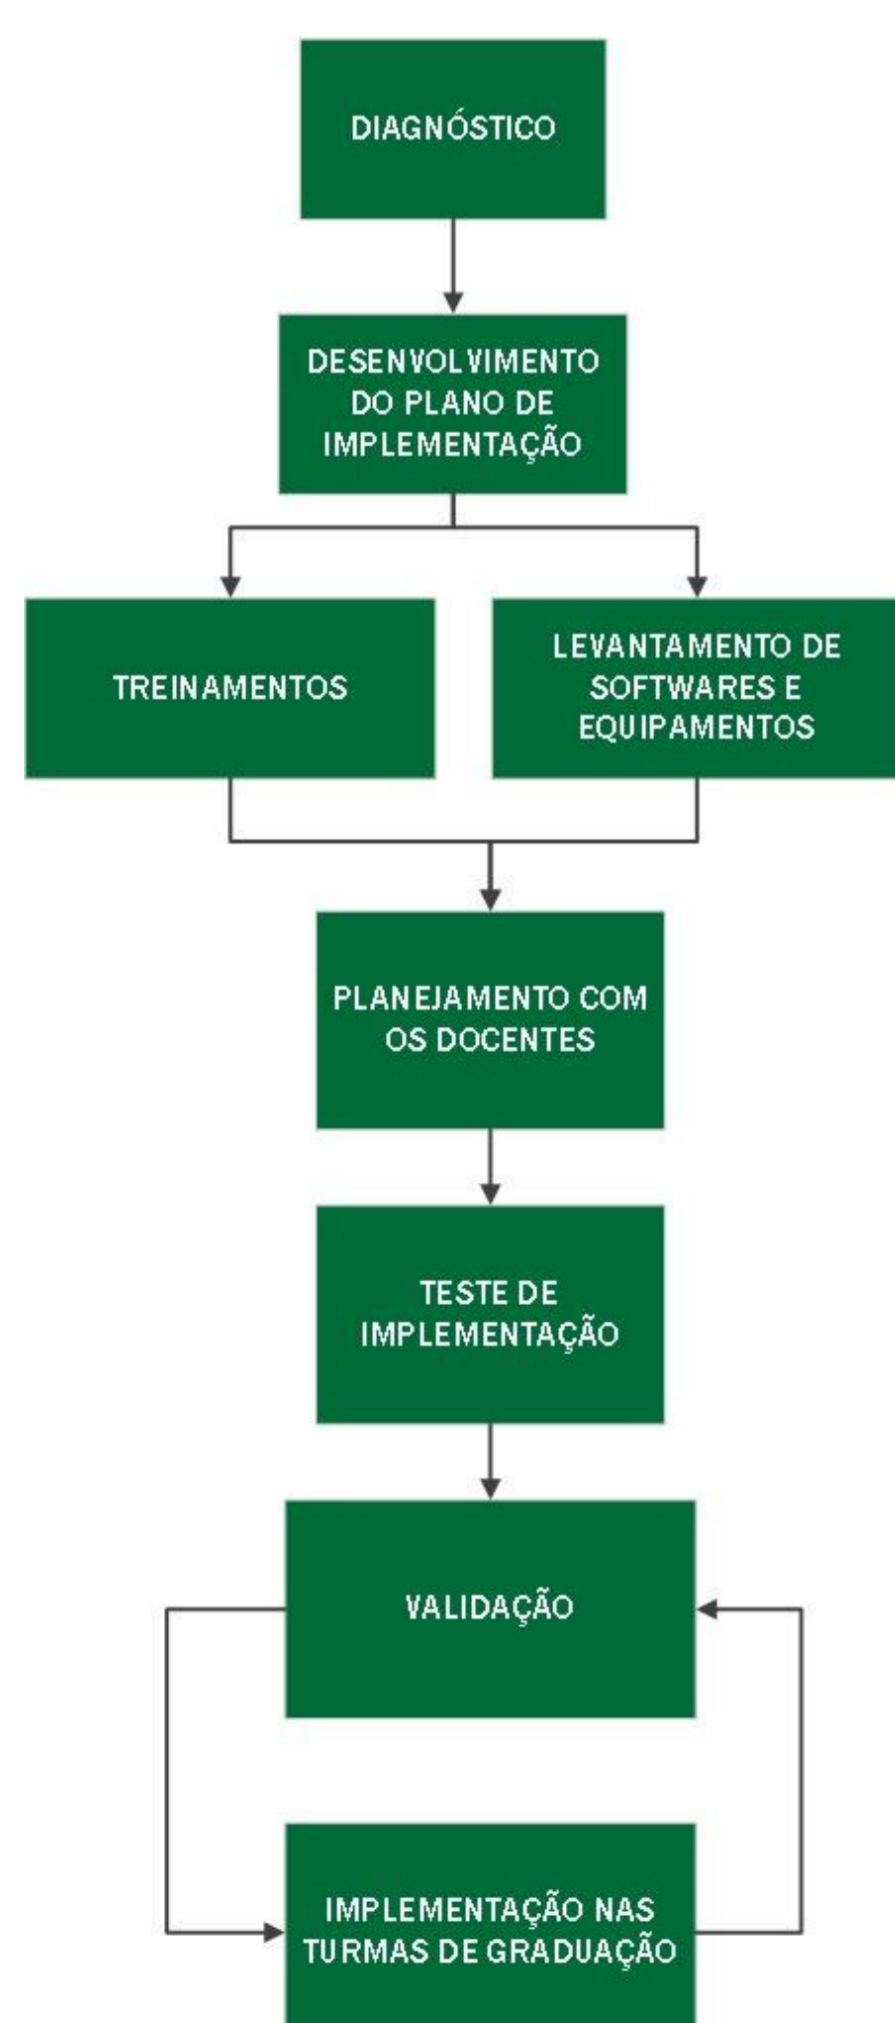 DIAGNÓSTICO
DESENVOLVIMENTO
DO PLANO DE
IMPLEMENTAÇÃO
TREINAMENTOS
LEVANTAMENTO DE
SOFTWARES E
EQUIPAMENTOS
PLANEJAMENTO COM
OS DOCENTES
TESTE DE
IMPLEMENTAÇÃO
VALIDAÇÃO
IMPLEMENTAÇÃO NAS
TURMAS DE GRADUAÇÃO